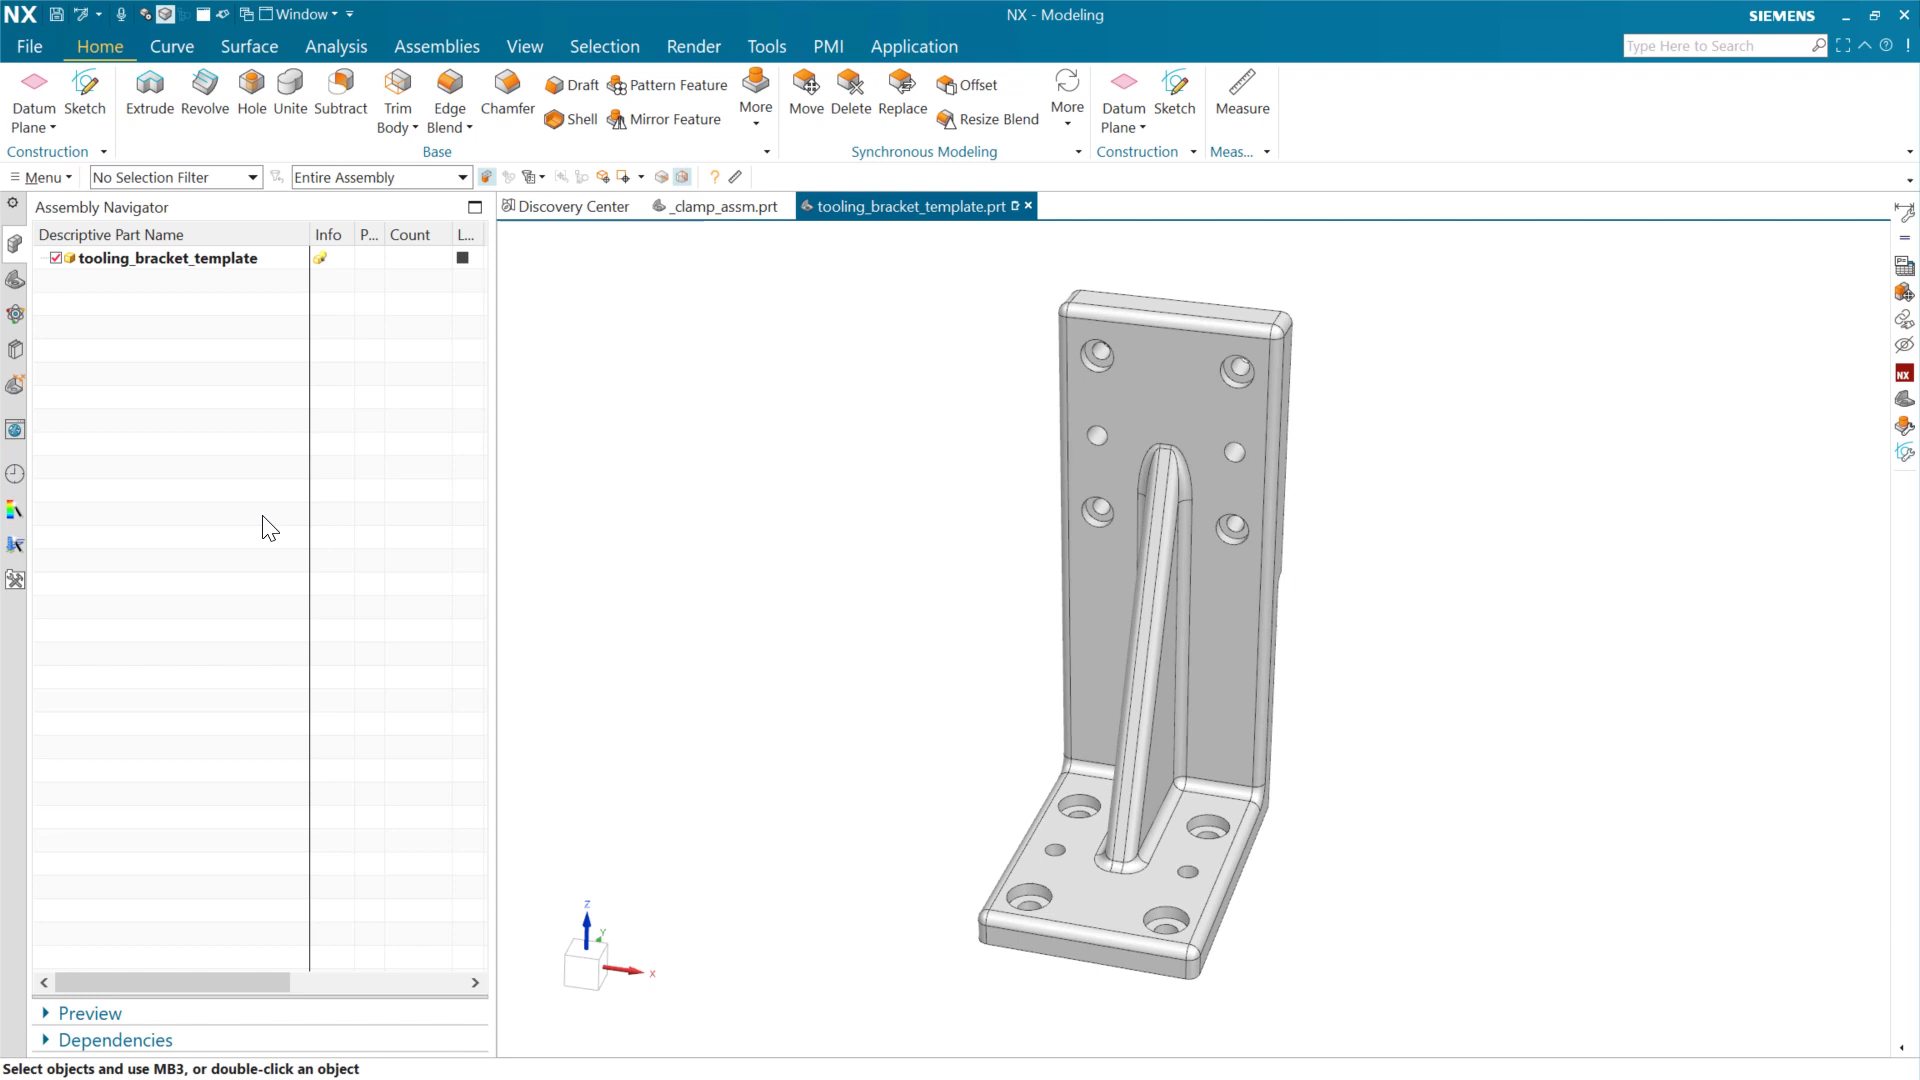 NX Window NX - Modeling SIEMENS
File Home Curve Surface Analysis Assemblies View Selection Render Tools PMI Application Type Here to Search
Datum Plane Sketch Extrude Revolve Hole Unite Subtract Trim Body Edge Blend Chamfer Draft Pattern Feature More Move Delete Replace Offset More Datum Plane Sketch Measure
Shell Mirror Feature Resize Blend
Construction Base Synchronous Modeling Construction Meas...
Menu No Selection Filter Entire Assembly
Assembly Navigator Discovery Center _clamp_assm.prt tooling_bracket_template.prt
Descriptive Part Name Info P... Count L...
tooling_bracket_template
NX
Z
Y
X
Preview
Dependencies
Select objects and use MB3, or double-click an object